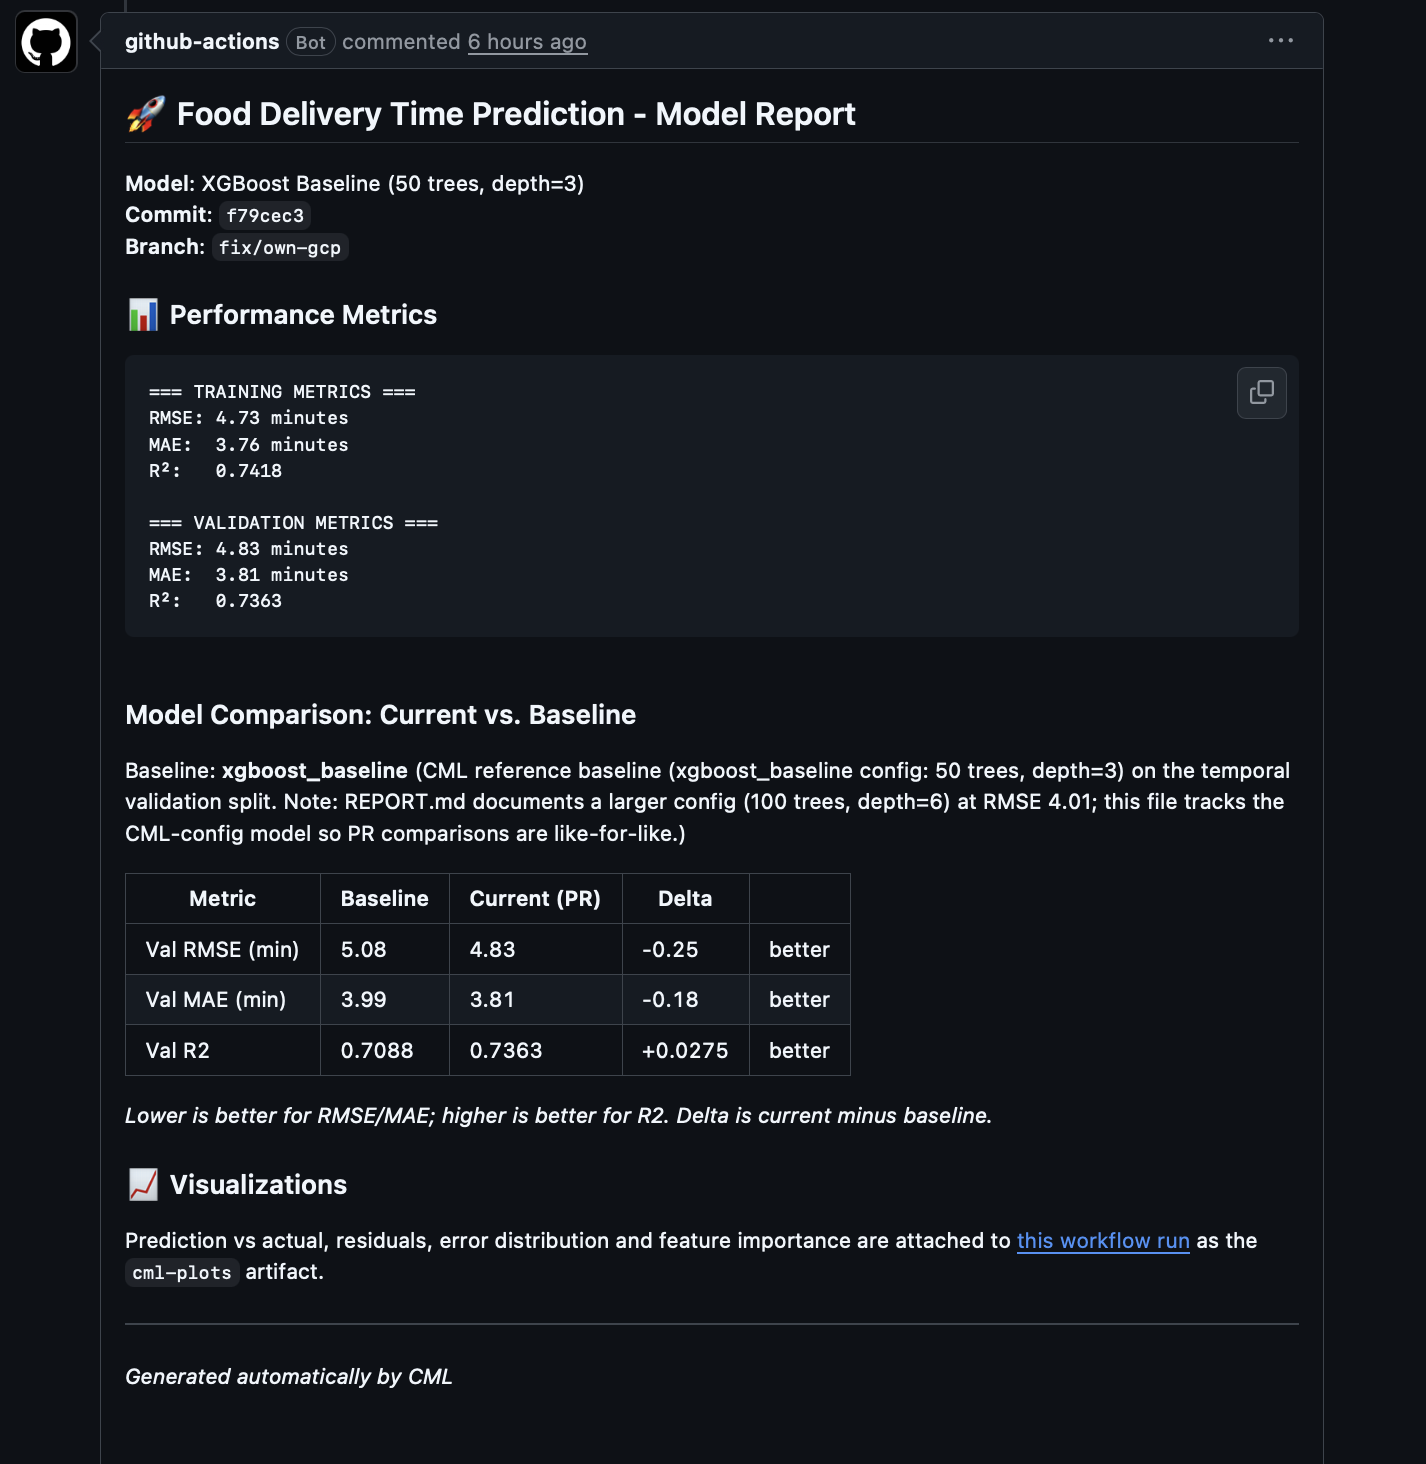 github-actions Bot commented 6 hours ago
🚀 Food Delivery Time Prediction - Model Report
Model: XGBoost Baseline (50 trees, depth=3)
Commit: f79cec3
Branch: fix/own-gcp
📊 Performance Metrics
=== TRAINING METRICS ===
RMSE: 4.73 minutes
MAE:  3.76 minutes
R²:   0.7418
=== VALIDATION METRICS ===
RMSE: 4.83 minutes
MAE:  3.81 minutes
R²:   0.7363
Model Comparison: Current vs. Baseline
Baseline: xgboost_baseline (CML reference baseline (xgboost_baseline config: 50 trees, depth=3) on the temporal
validation split. Note: REPORT.md documents a larger config (100 trees, depth=6) at RMSE 4.01; this file tracks the
CML-config model so PR comparisons are like-for-like.)
Metric Baseline Current (PR) Delta
Val RMSE (min) 5.08 4.83 -0.25 better
Val MAE (min) 3.99 3.81 -0.18 better
Val R2 0.7088 0.7363 +0.0275 better
Lower is better for RMSE/MAE; higher is better for R2. Delta is current minus baseline.
📈 Visualizations
Prediction vs actual, residuals, error distribution and feature importance are attached to this workflow run as the
cml-plots artifact.
Generated automatically by CML